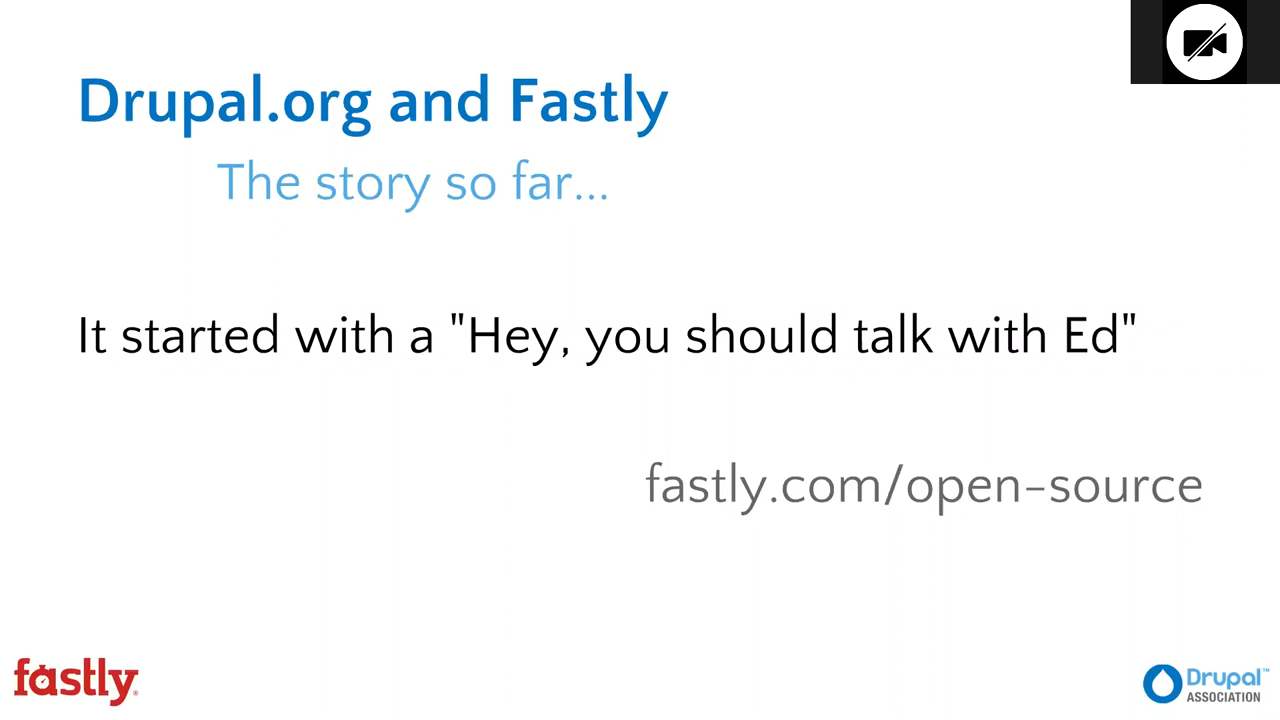 Drupal.org and Fastly
The story so far...
It started with a "Hey, you should talk with Ed"
fastly.com/open-source
fastly®
Drupal™
ASSOCIATION